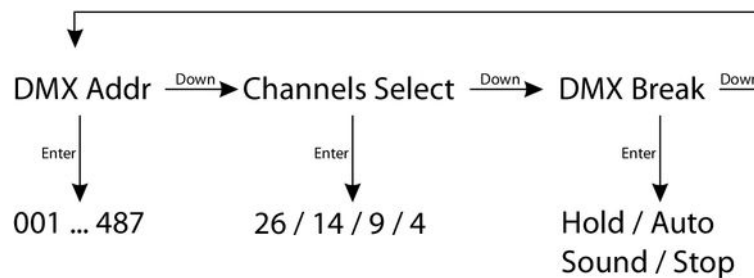 DMX Addr Down Channels Select Down DMX Break Down
Enter Enter Enter
001 ... 487 26 / 14 / 9 / 4 Hold / Auto
Sound / Stop